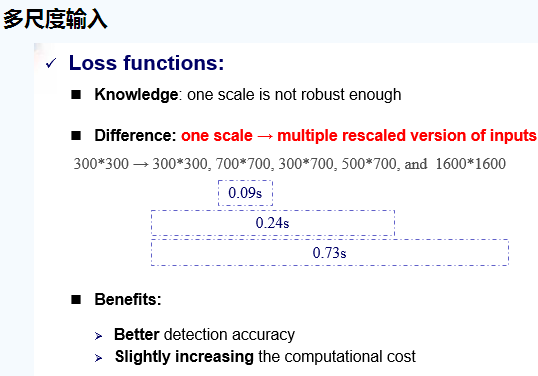 多尺度输入
✓ Loss functions:
■ Knowledge: one scale is not robust enough
■ Difference: one scale → multiple rescaled version of inputs
300*300 → 300*300, 700*700, 300*700, 500*700, and 1600*1600
0.09s
0.24s
0.73s
■ Benefits:
➢ Better detection accuracy
➢ Slightly increasing the computational cost